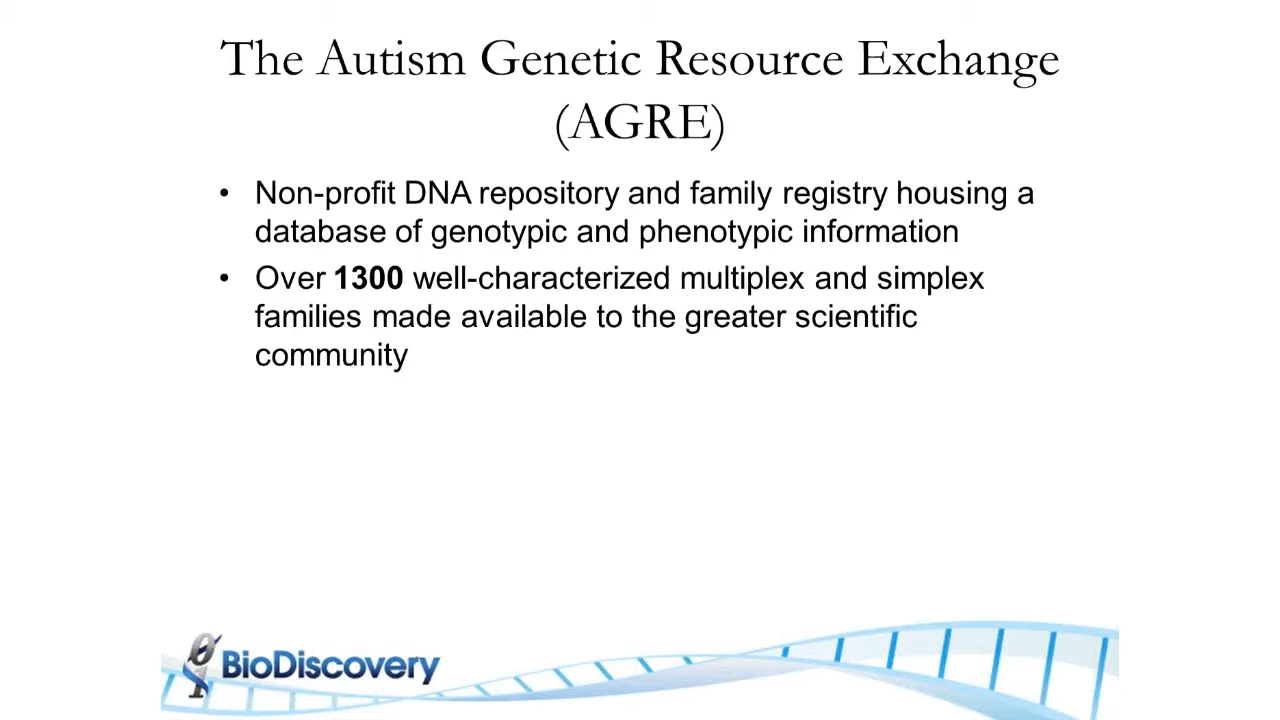 The Autism Genetic Resource Exchange
(AGRE)
• Non-profit DNA repository and family registry housing a
database of genotypic and phenotypic information
• Over 1300 well-characterized multiplex and simplex
families made available to the greater scientific
community
BioDiscovery